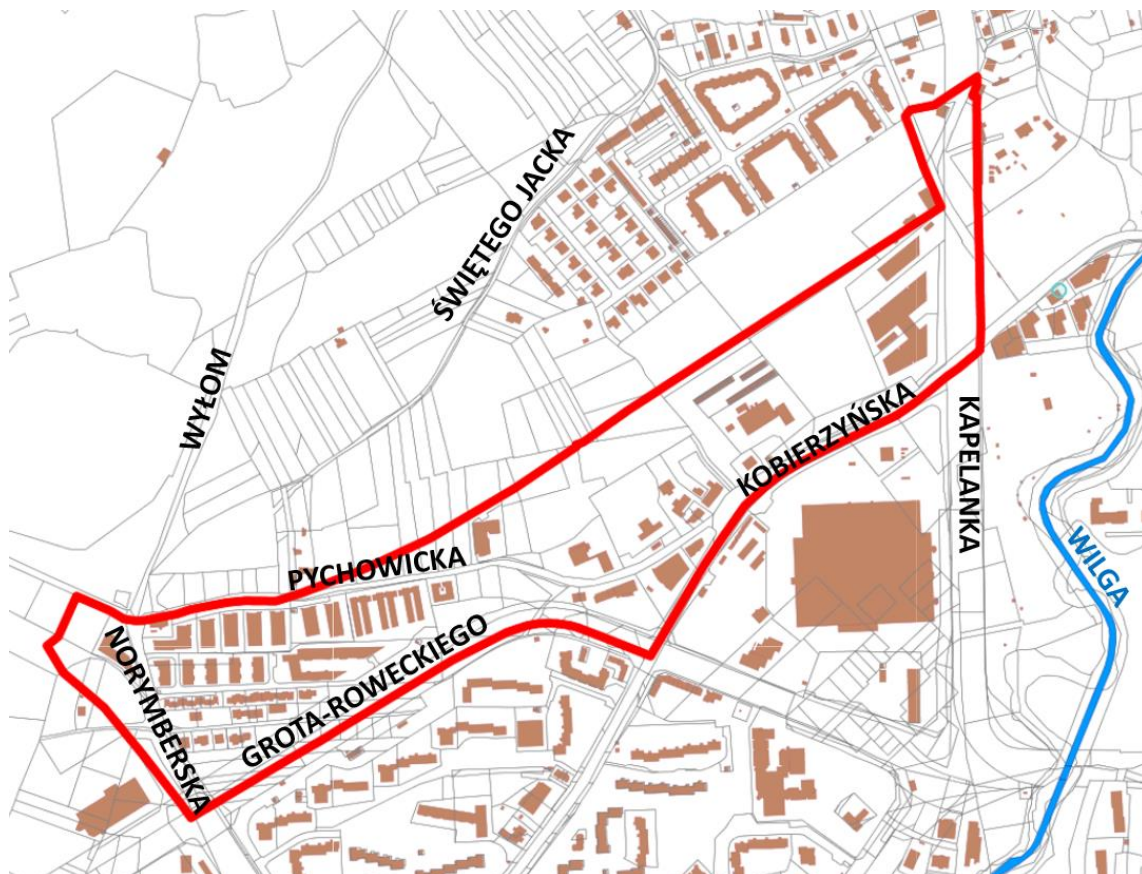 ŚWIĘTEGO JACKA
WYŁOM
KOBIERZYŃSKA
KAPELANKA
WILGA
PYCHOWICKA
GROTA-ROWECKIEGO
NORYMBERSKA